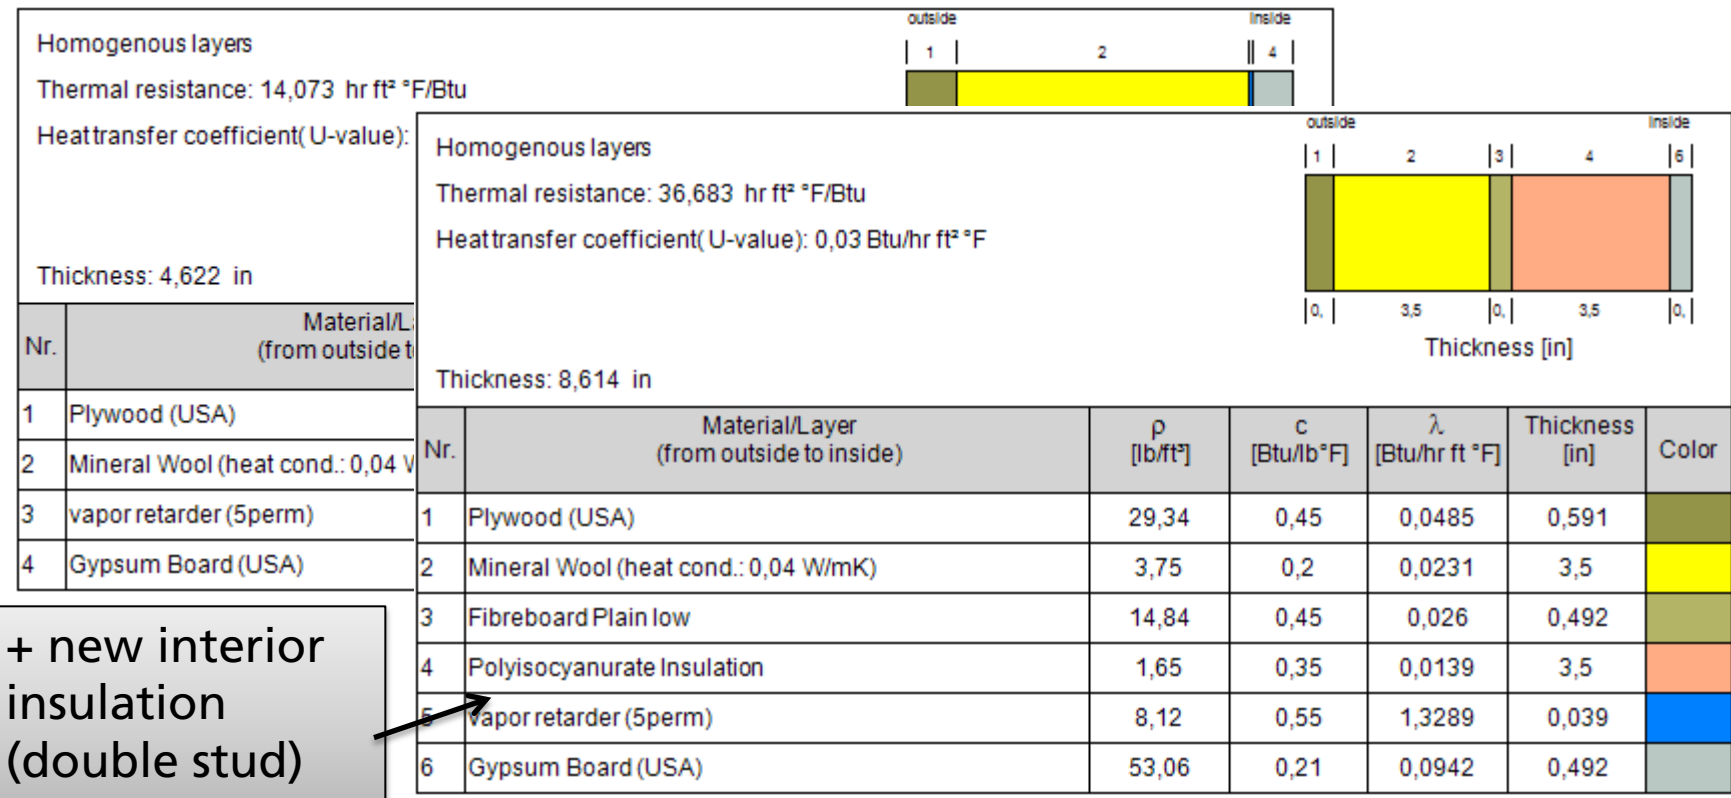 outside inside
Homogenous layers
1 2 4
Thermal resistance: 14,073 hr ft² °F/Btu
Heat transfer coefficient( U-value):
Thickness: 4,622 in
Nr.
(from outside
1 Plywood (USA)
2 Mineral Wool (heat cond.: 0,04
3 vapor retarder (5perm)
4 Gypsum Board (USA)
outside inside
Homogenous layers
1 2 3 4 6
Thermal resistance: 36,683 hr ft² °F/Btu
Heat transfer coefficient( U-value): 0,03 Btu/hr ft² °F
0, 3,5 0, 3,5 0,
Thickness [in]
Thickness: 8,614 in
Nr. Material/Layer (from outside to inside) ρ [lb/ft³] c [Btu/lb°F] λ [Btu/hr ft °F] Thickness [in] Color
1 Plywood (USA) 29,34 0,45 0,0485 0,591
2 Mineral Wool (heat cond.: 0,04 W/mK) 3,75 0,2 0,0231 3,5
3 Fibreboard Plain low 14,84 0,45 0,026 0,492
4 Polyisocyanurate Insulation 1,65 0,35 0,0139 3,5
5 vapor retarder (5perm) 8,12 0,55 1,3289 0,039
6 Gypsum Board (USA) 53,06 0,21 0,0942 0,492
+ new interior
insulation
(double stud)